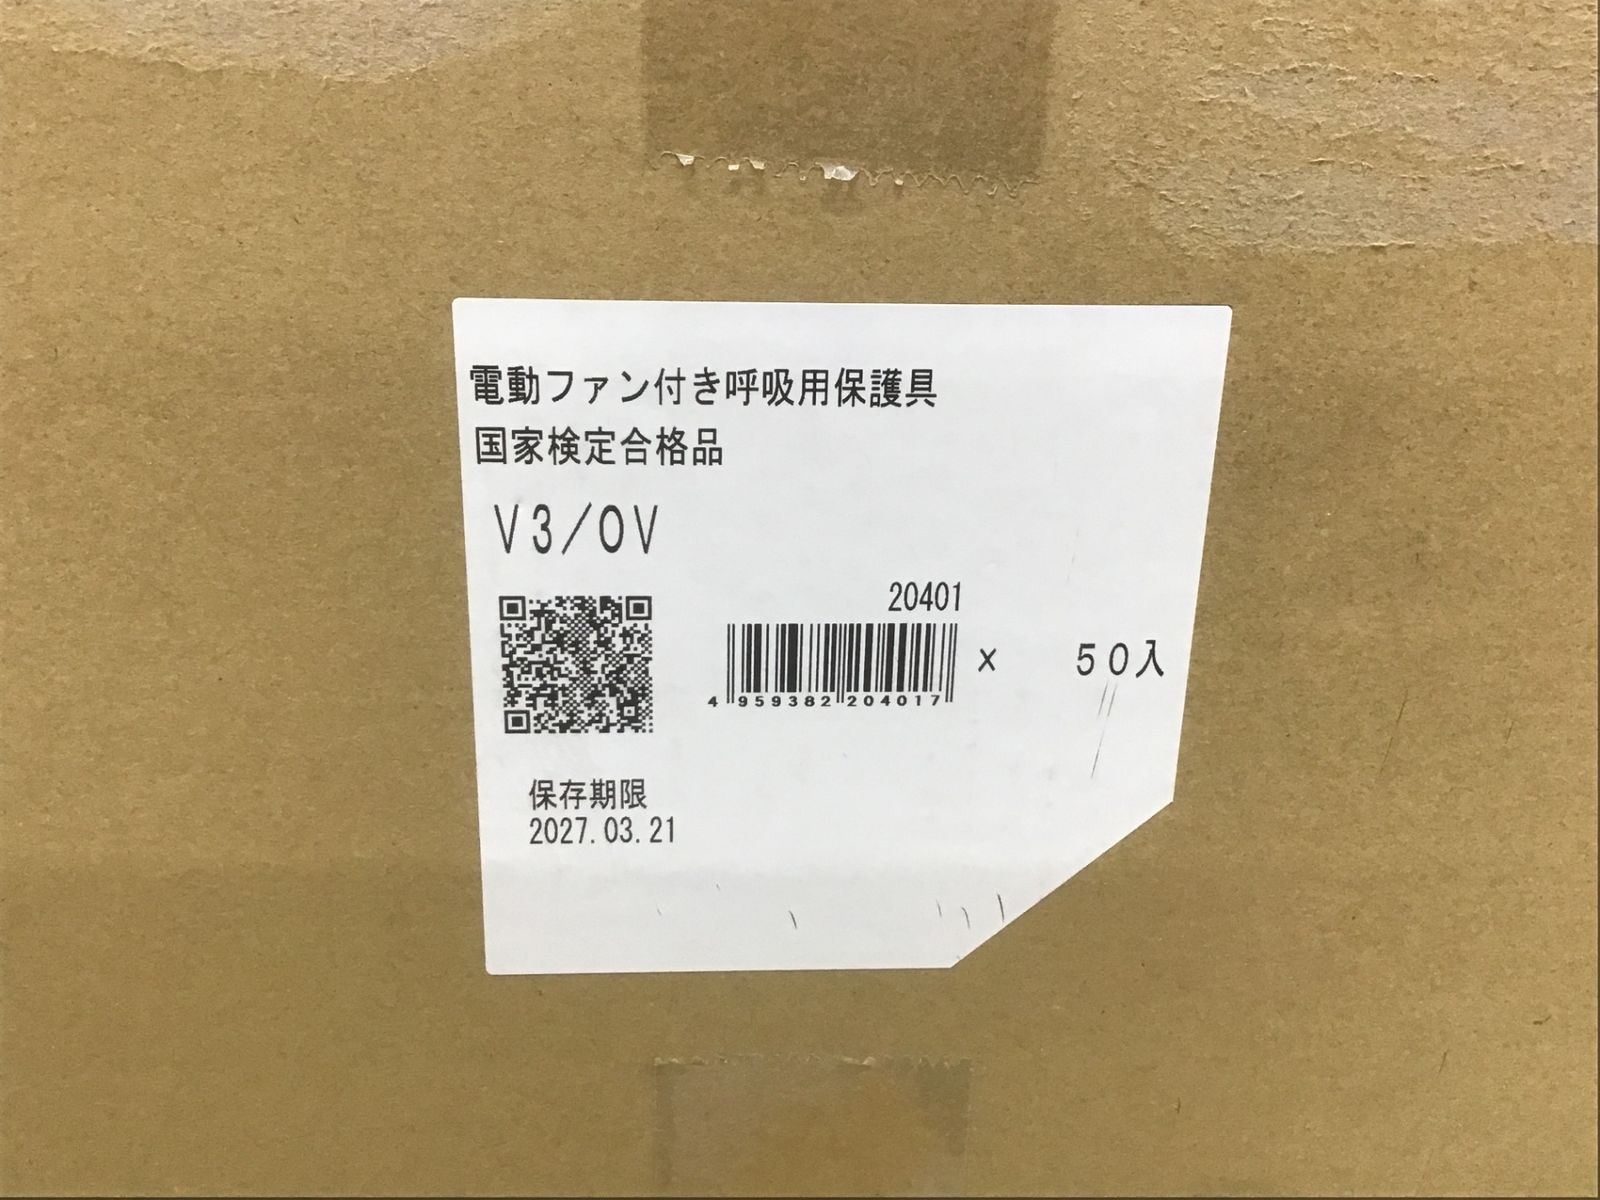 電動ファン付き呼吸用保護具
国家検定合格品
V3/OV
20401
× 50入
4 959382 204017
保存期限
2027.03.21